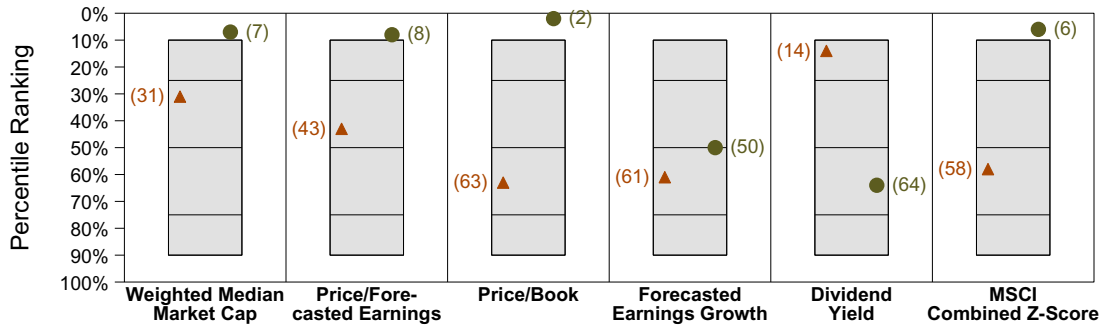 Percentile Ranking
0%
10%
20%
30%
40%
50%
60%
70%
80%
90%
100%
(7)
(31)
(8)
(43)
(2)
(63)
(50)
(61)
(14)
(64)
(6)
(58)
Weighted Median
Market Cap
Price/Fore-
casted Earnings
Price/Book
Forecasted
Earnings Growth
Dividend
Yield
MSCI
Combined Z-Score